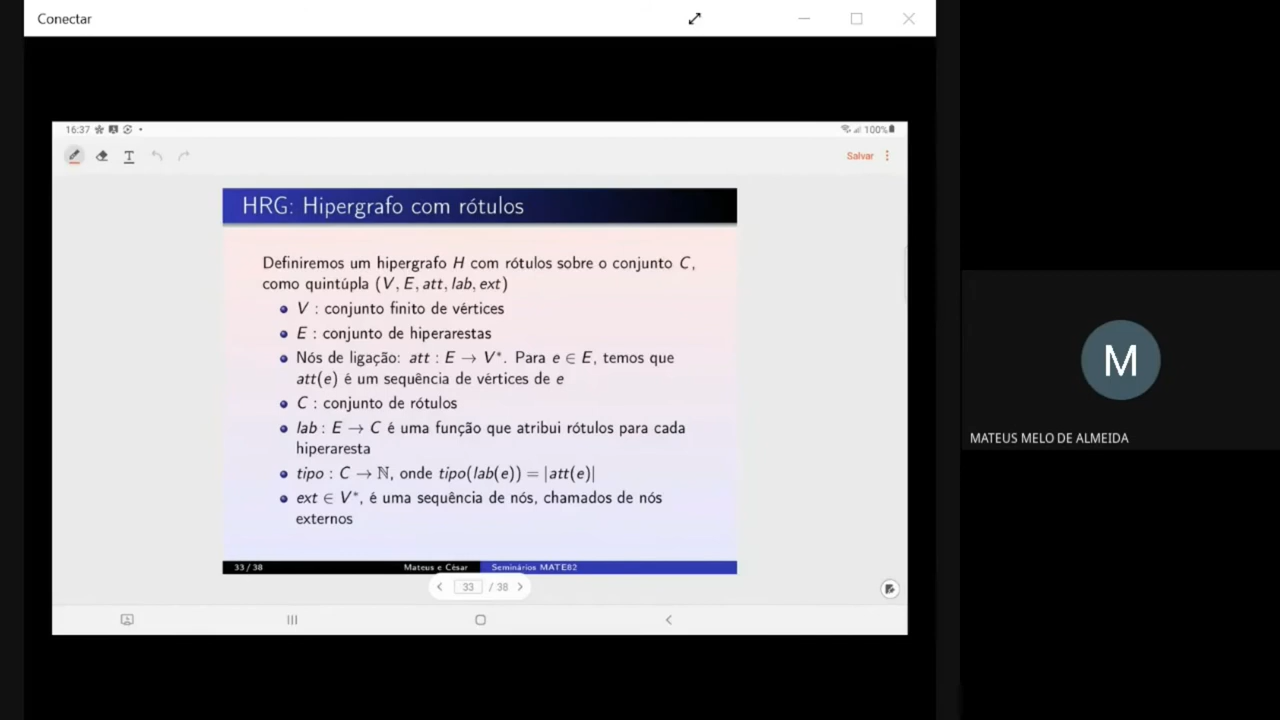 Conectar
16:37
100%
T
Salvar
HRG: Hipergrafo com rótulos
Definiremos um hipergrafo H com rótulos sobre o conjunto C,
como quintúpla (V, E, att, lab, ext)
V : conjunto finito de vértices
E : conjunto de hiperarestas
Nós de ligação: att : E → V*. Para e ∈ E, temos que
att(e) é um sequência de vértices de e
C : conjunto de rótulos
lab : E → C é uma função que atribui rótulos para cada
hiperaresta
tipo : C → ℕ, onde tipo(lab(e)) = |att(e)|
ext ∈ V*, é uma sequência de nós, chamados de nós
externos
33 / 38 Mateus e César Seminários MATE82
33 / 38
M
MATEUS MELO DE ALMEIDA